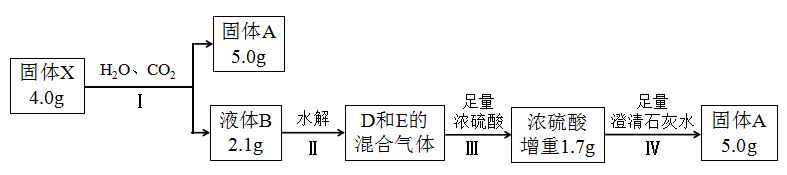 固体X
4.0g
H₂O、CO₂
Ⅰ
固体A
5.0g
液体B
2.1g
水解
Ⅱ
D和E的
混合气体
足量
浓硫酸
Ⅲ
浓硫酸
增重1.7g
足量
澄清石灰水
Ⅳ
固体A
5.0g